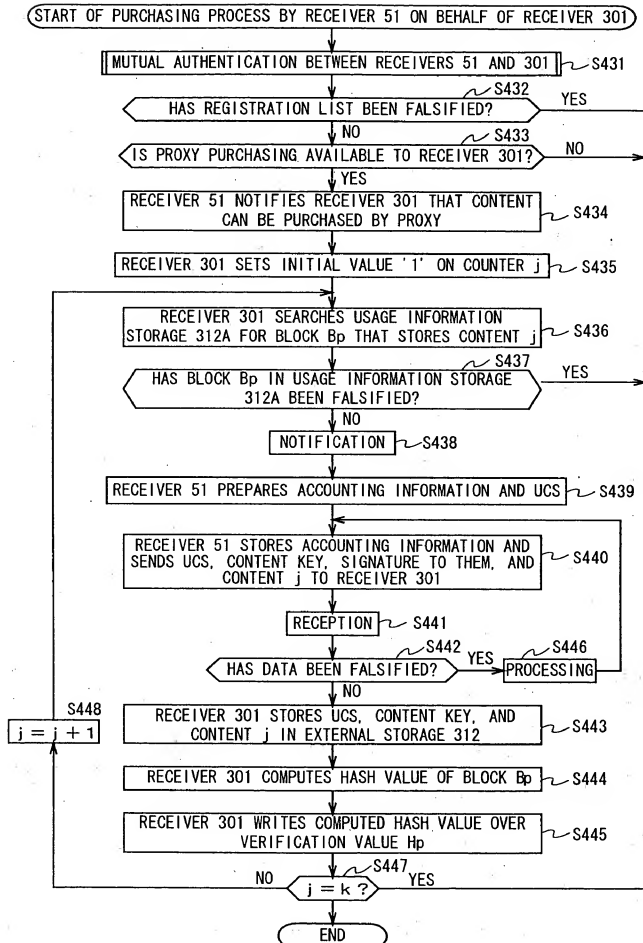 START OF PURCHASING PROCESS BY RECEIVER 51 ON BEHALF OF RECEIVER 301
MUTUAL AUTHENTICATION BETWEEN RECEIVERS 51 AND 301
S431
S432
HAS REGISTRATION LIST BEEN FALSIFIED?
YES
NO
S433
IS PROXY PURCHASING AVAILABLE TO RECEIVER 301?
NO
YES
RECEIVER 51 NOTIFIES RECEIVER 301 THAT CONTENT
CAN BE PURCHASED BY PROXY
S434
RECEIVER 301 SETS INITIAL VALUE '1' ON COUNTER j
S435
RECEIVER 301 SEARCHES USAGE INFORMATION
STORAGE 312A FOR BLOCK Bp THAT STORES CONTENT j
S436
S437
HAS BLOCK Bp IN USAGE INFORMATION STORAGE
312A BEEN FALSIFIED?
YES
NO
NOTIFICATION
S438
RECEIVER 51 PREPARES ACCOUNTING INFORMATION AND UCS
S439
RECEIVER 51 STORES ACCOUNTING INFORMATION AND
SENDS UCS, CONTENT KEY, SIGNATURE TO THEM, AND
CONTENT j TO RECEIVER 301
S440
RECEPTION
S441
S442
HAS DATA BEEN FALSIFIED?
YES
S446
PROCESSING
NO
S448
j = j + 1
RECEIVER 301 STORES UCS, CONTENT KEY, AND
CONTENT j IN EXTERNAL STORAGE 312
S443
RECEIVER 301 COMPUTES HASH VALUE OF BLOCK Bp
S444
RECEIVER 301 WRITES COMPUTED HASH VALUE OVER
VERIFICATION VALUE Hp
S445
S447
NO
j = k ?
YES
END